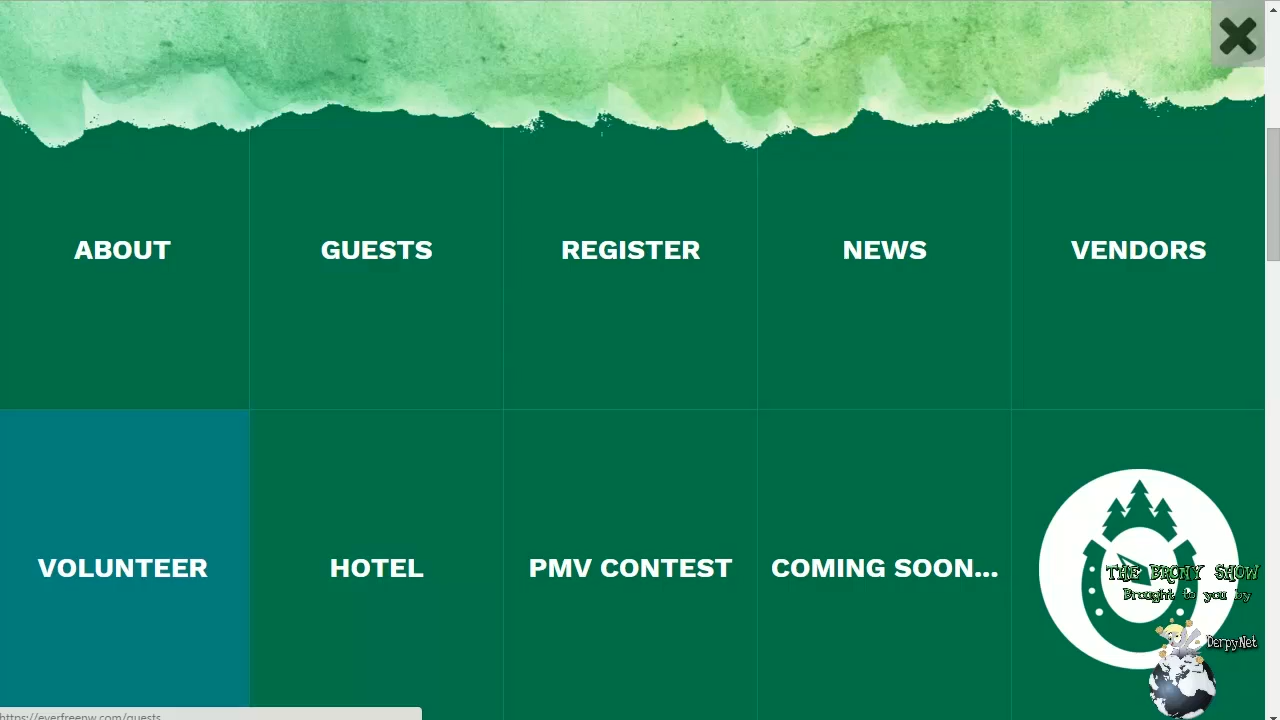 ABOUT
GUESTS
REGISTER
NEWS
VENDORS
VOLUNTEER
HOTEL
PMV CONTEST
COMING SOON...
THE BRONY SHOW
Brought to you by
DerpyNet
https://everfreenw.com/guests